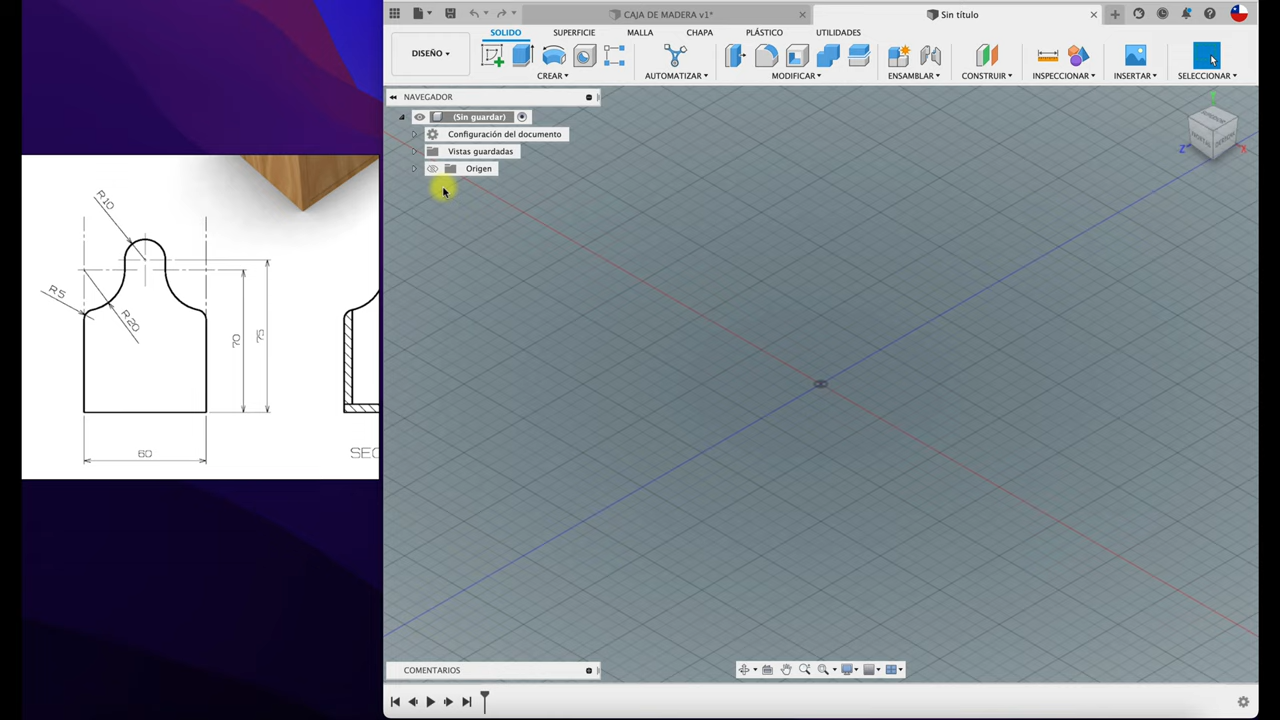 CAJA DE MADERA v1*
Sin título
SOLIDO
SUPERFICIE
MALLA
CHAPA
PLÁSTICO
UTILIDADES
DISEÑO
CREAR
AUTOMATIZAR
MODIFICAR
ENSAMBLAR
CONSTRUIR
INSPECCIONAR
INSERTAR
SELECCIONAR
NAVEGADOR
(Sin guardar)
Configuración del documento
Vistas guardadas
Origen
Z
X
R10
R5
R20
70
75
60
SEC
COMENTARIOS